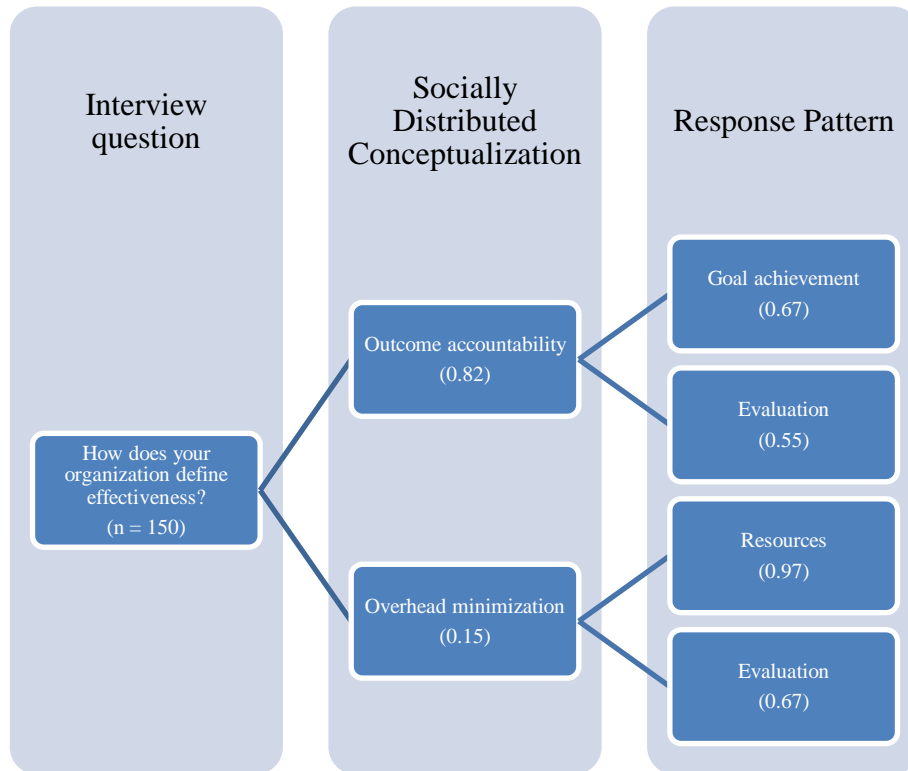 Interview
question
Socially
Distributed
Conceptualization
Response Pattern
How does your
organization define
effectiveness?
(n = 150)
Outcome accountability
(0.82)
Overhead minimization
(0.15)
Goal achievement
(0.67)
Evaluation
(0.55)
Resources
(0.97)
Evaluation
(0.67)